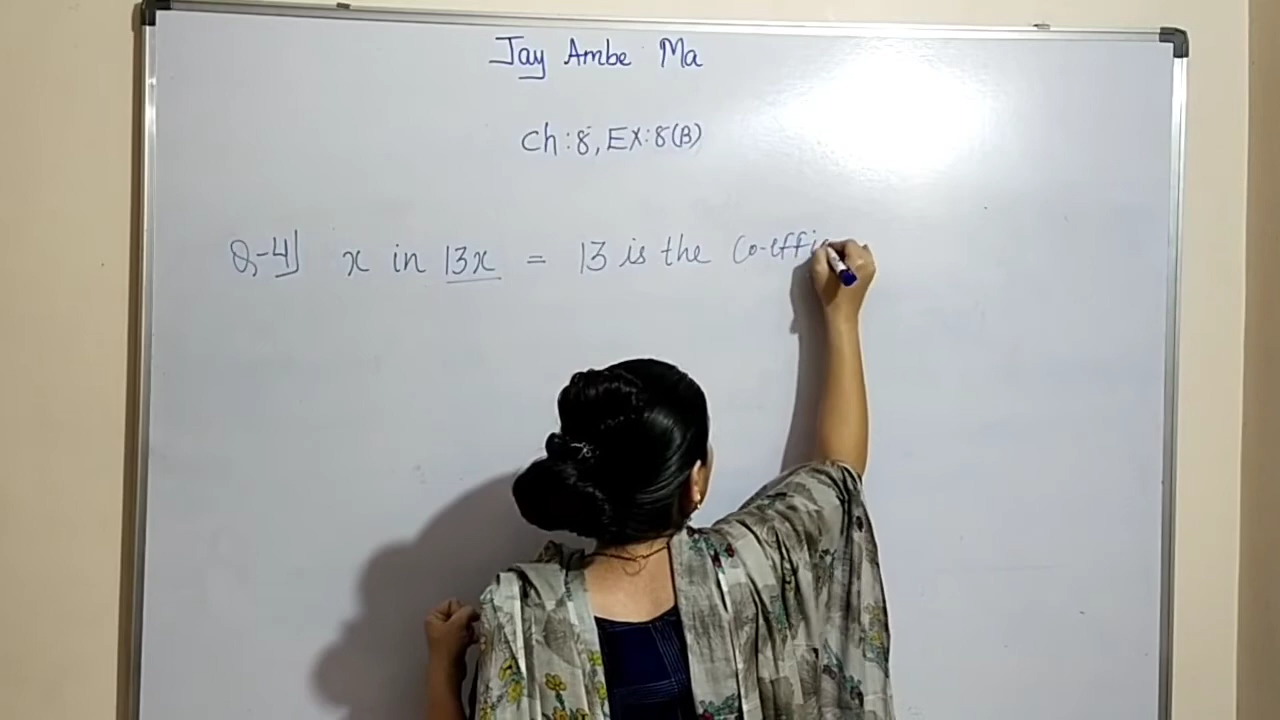 Jay Ambe Ma
Ch:8, EX:8(B)
Q-4] x in 13x = 13 is the Co-effi